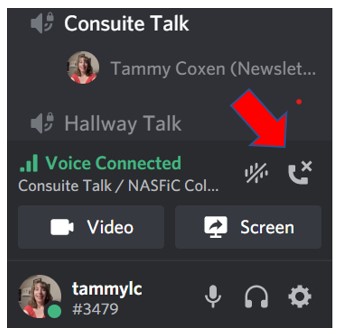 Consuite Talk
Tammy Coxen (Newslet...
Hallway Talk
Voice Connected
Consuite Talk / NASFiC Col...
Video
Screen
tammylc
#3479